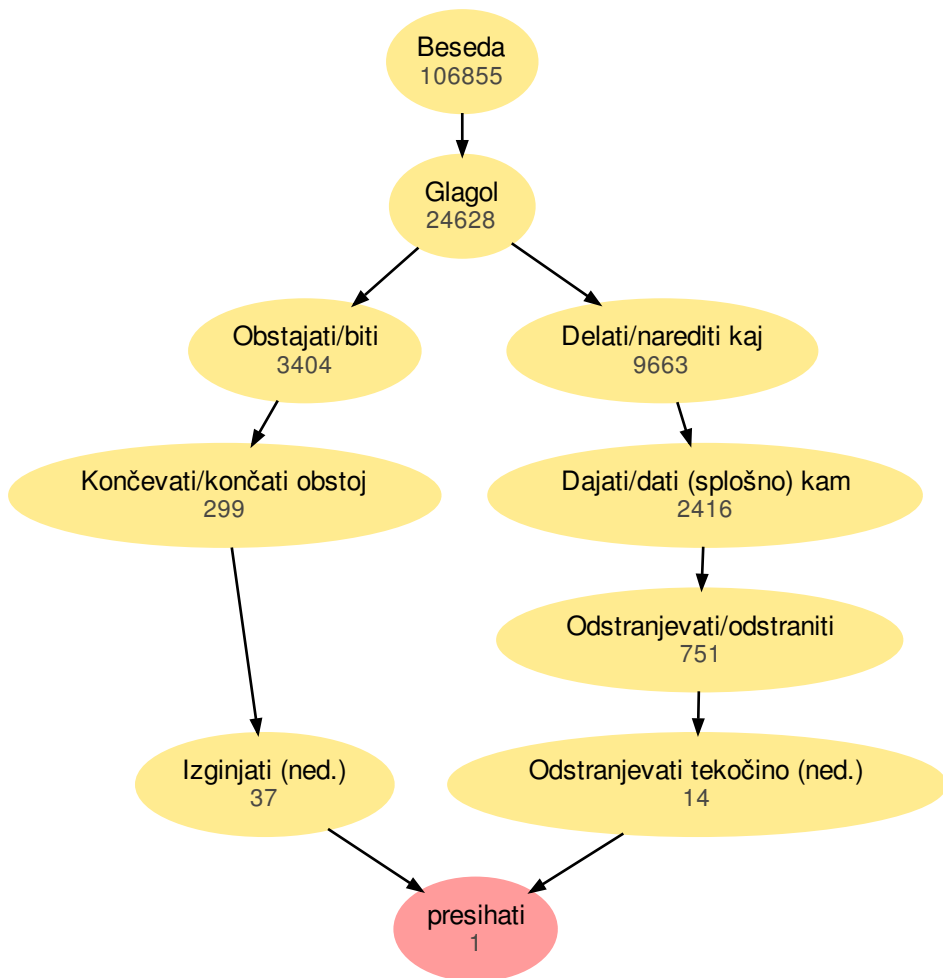 Beseda
106855
Glagol
24628
Obstajati/biti
3404
Delati/narediti kaj
9663
Končevati/končati obstoj
299
Dajati/dati (splošno) kam
2416
Odstranjevati/odstraniti
751
Izginjati (ned.)
37
Odstranjevati tekočino (ned.)
14
presihati
1